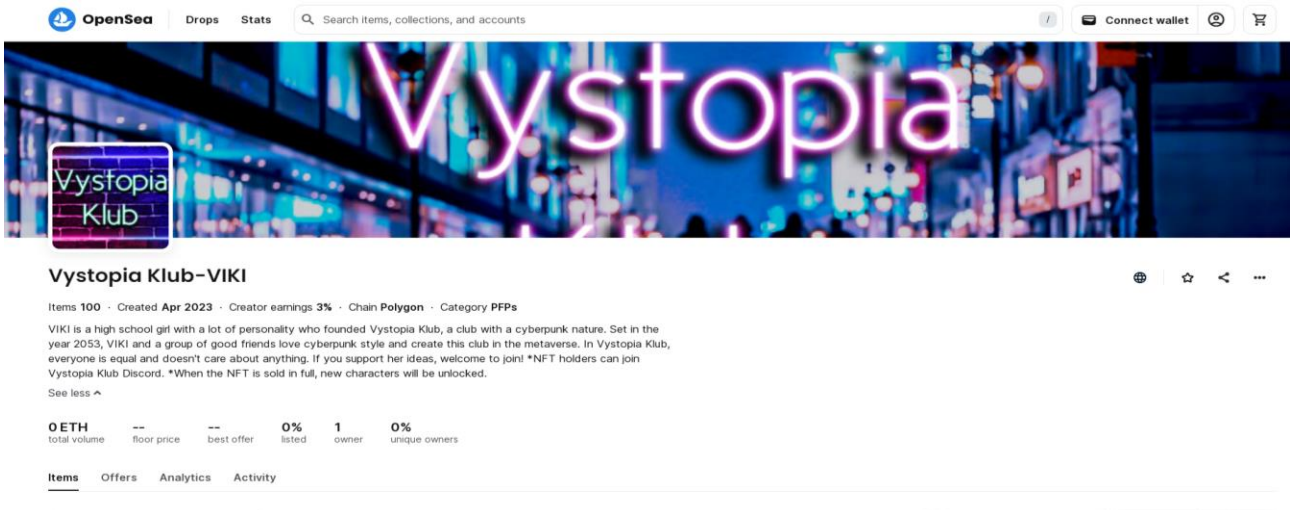 OpenSea Drops Stats Search items, collections, and accounts / Connect wallet
Vystopia
Vystopia
Klub
Vystopia Klub-VIKI
Items 100 · Created Apr 2023 · Creator earnings 3% · Chain Polygon · Category PFPs
VIKI is a high school girl with a lot of personality who founded Vystopia Klub, a club with a cyberpunk nature. Set in the
year 2053, VIKI and a group of good friends love cyberpunk style and create this club in the metaverse. In Vystopia Klub,
everyone is equal and doesn't care about anything. If you support her ideas, welcome to join! *NFT holders can join
Vystopia Klub Discord. *When the NFT is sold in full, new characters will be unlocked.
See less
0 ETH -- -- 0% 1 0%
total volume floor price best offer listed owner unique owners
Items Offers Analytics Activity